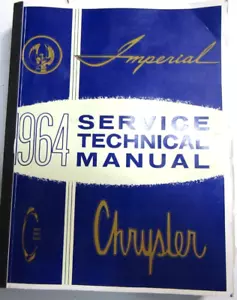 Imperial
1964
SERVICE
TECHNICAL
MANUAL
Chrysler